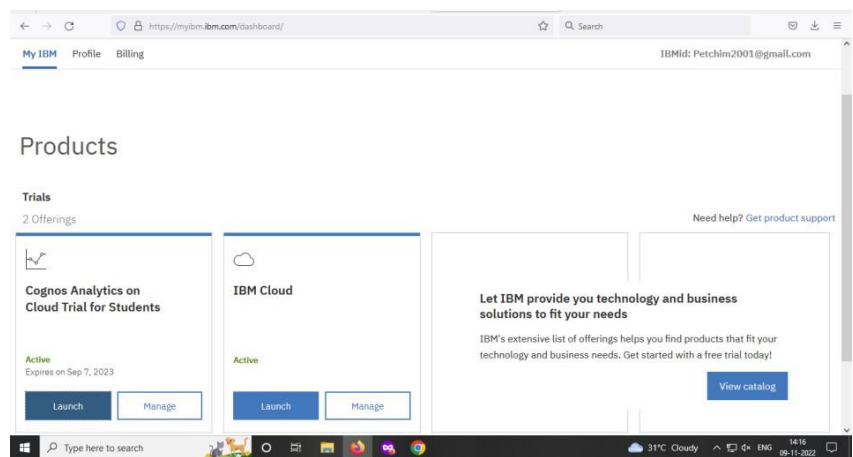 https://myibm.ibm.com/dashboard/
Search
My IBM Profile Billing
IBMid: Petchim2001@gmail.com
Products
Trials
2 Offerings
Need help? Get product support
Cognos Analytics on
Cloud Trial for Students
Active
Expires on Sep 7, 2023
Launch Manage
IBM Cloud
Active
Launch Manage
Let IBM provide you technology and business
solutions to fit your needs
IBM's extensive list of offerings helps you find products that fit your
technology and business needs. Get started with a free trial today!
View catalog
Type here to search
31°C Cloudy
ENG
14:16
09-11-2022